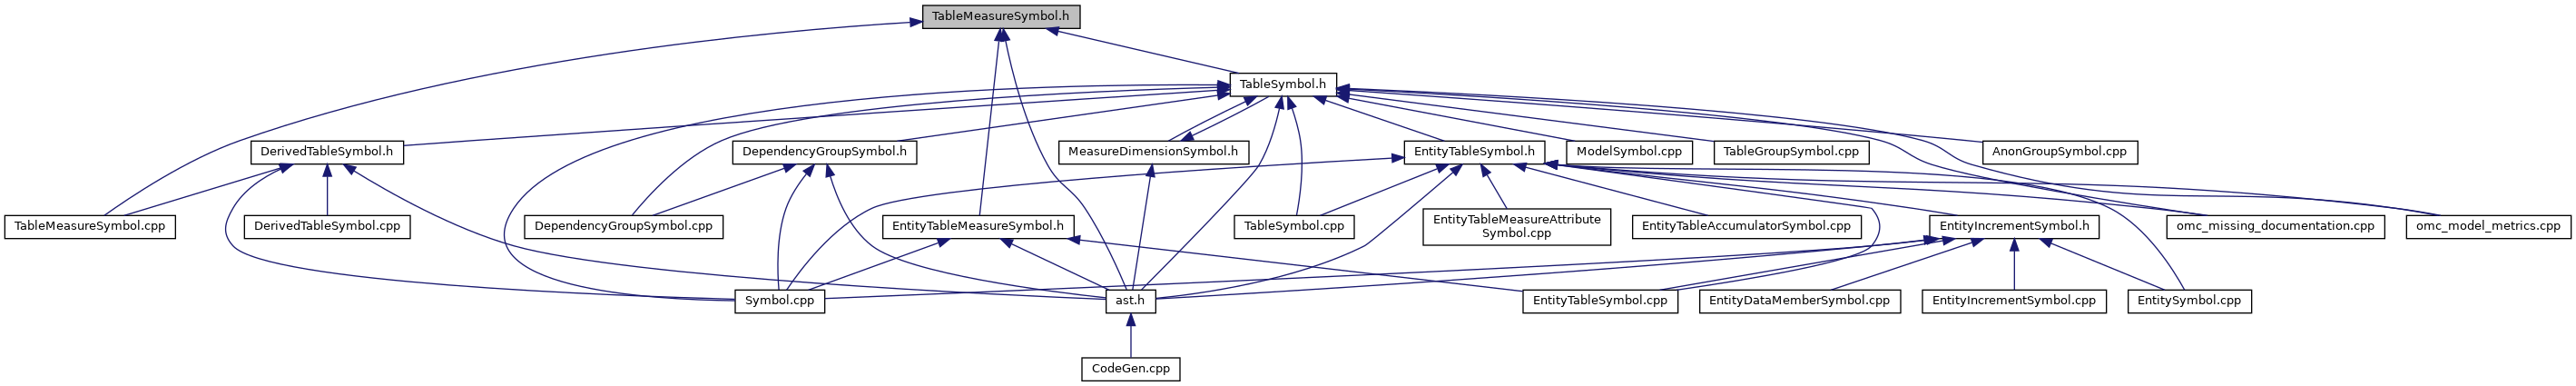 TableMeasureSymbol.h
TableSymbol.h
DerivedTableSymbol.h
DependencyGroupSymbol.h
MeasureDimensionSymbol.h
EntityTableSymbol.h
ModelSymbol.cpp
TableGroupSymbol.cpp
AnonGroupSymbol.cpp
TableMeasureSymbol.cpp
DerivedTableSymbol.cpp
DependencyGroupSymbol.cpp
EntityTableMeasureSymbol.h
TableSymbol.cpp
EntityTableMeasureAttribute
Symbol.cpp
EntityTableAccumulatorSymbol.cpp
EntityIncrementSymbol.h
omc_missing_documentation.cpp
omc_model_metrics.cpp
Symbol.cpp
ast.h
EntityTableSymbol.cpp
EntityDataMemberSymbol.cpp
EntityIncrementSymbol.cpp
EntitySymbol.cpp
CodeGen.cpp